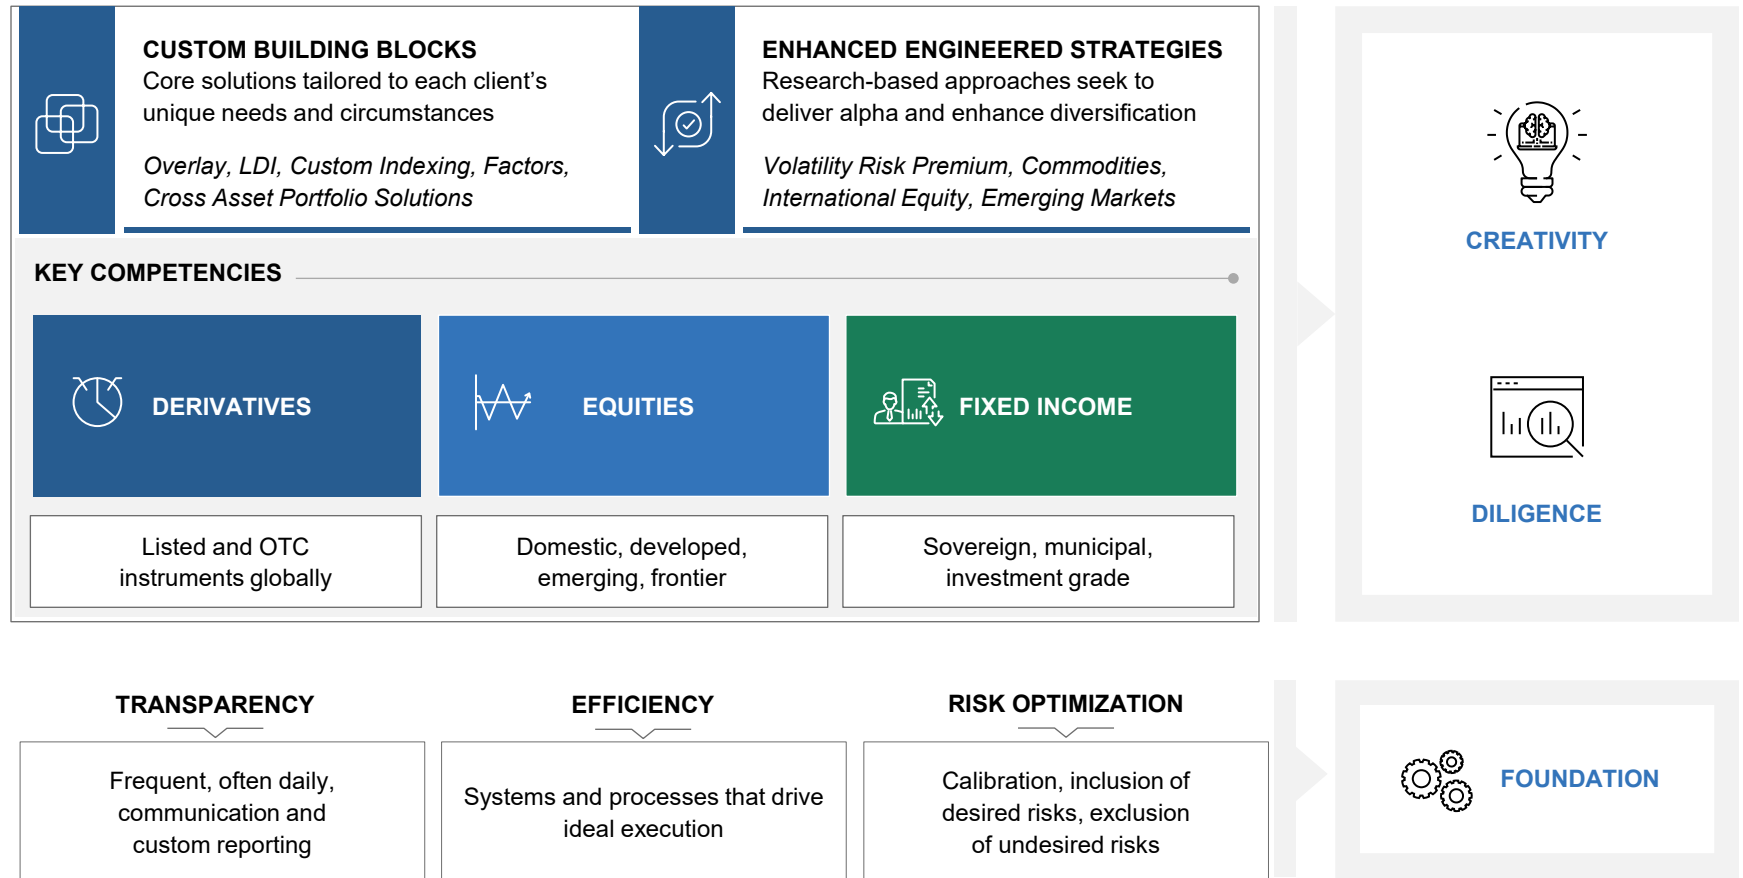 CUSTOM BUILDING BLOCKS
Core solutions tailored to each client’s
unique needs and circumstances
Overlay, LDI, Custom Indexing, Factors,
Cross Asset Portfolio Solutions
ENHANCED ENGINEERED STRATEGIES
Research-based approaches seek to
deliver alpha and enhance diversification
Volatility Risk Premium, Commodities,
International Equity, Emerging Markets
KEY COMPETENCIES
DERIVATIVES
Listed and OTC
instruments globally
EQUITIES
Domestic, developed,
emerging, frontier
FIXED INCOME
Sovereign, municipal,
investment grade
CREATIVITY
DILIGENCE
TRANSPARENCY
Frequent, often daily,
communication and
custom reporting
EFFICIENCY
Systems and processes that drive
ideal execution
RISK OPTIMIZATION
Calibration, inclusion of
desired risks, exclusion
of undesired risks
FOUNDATION